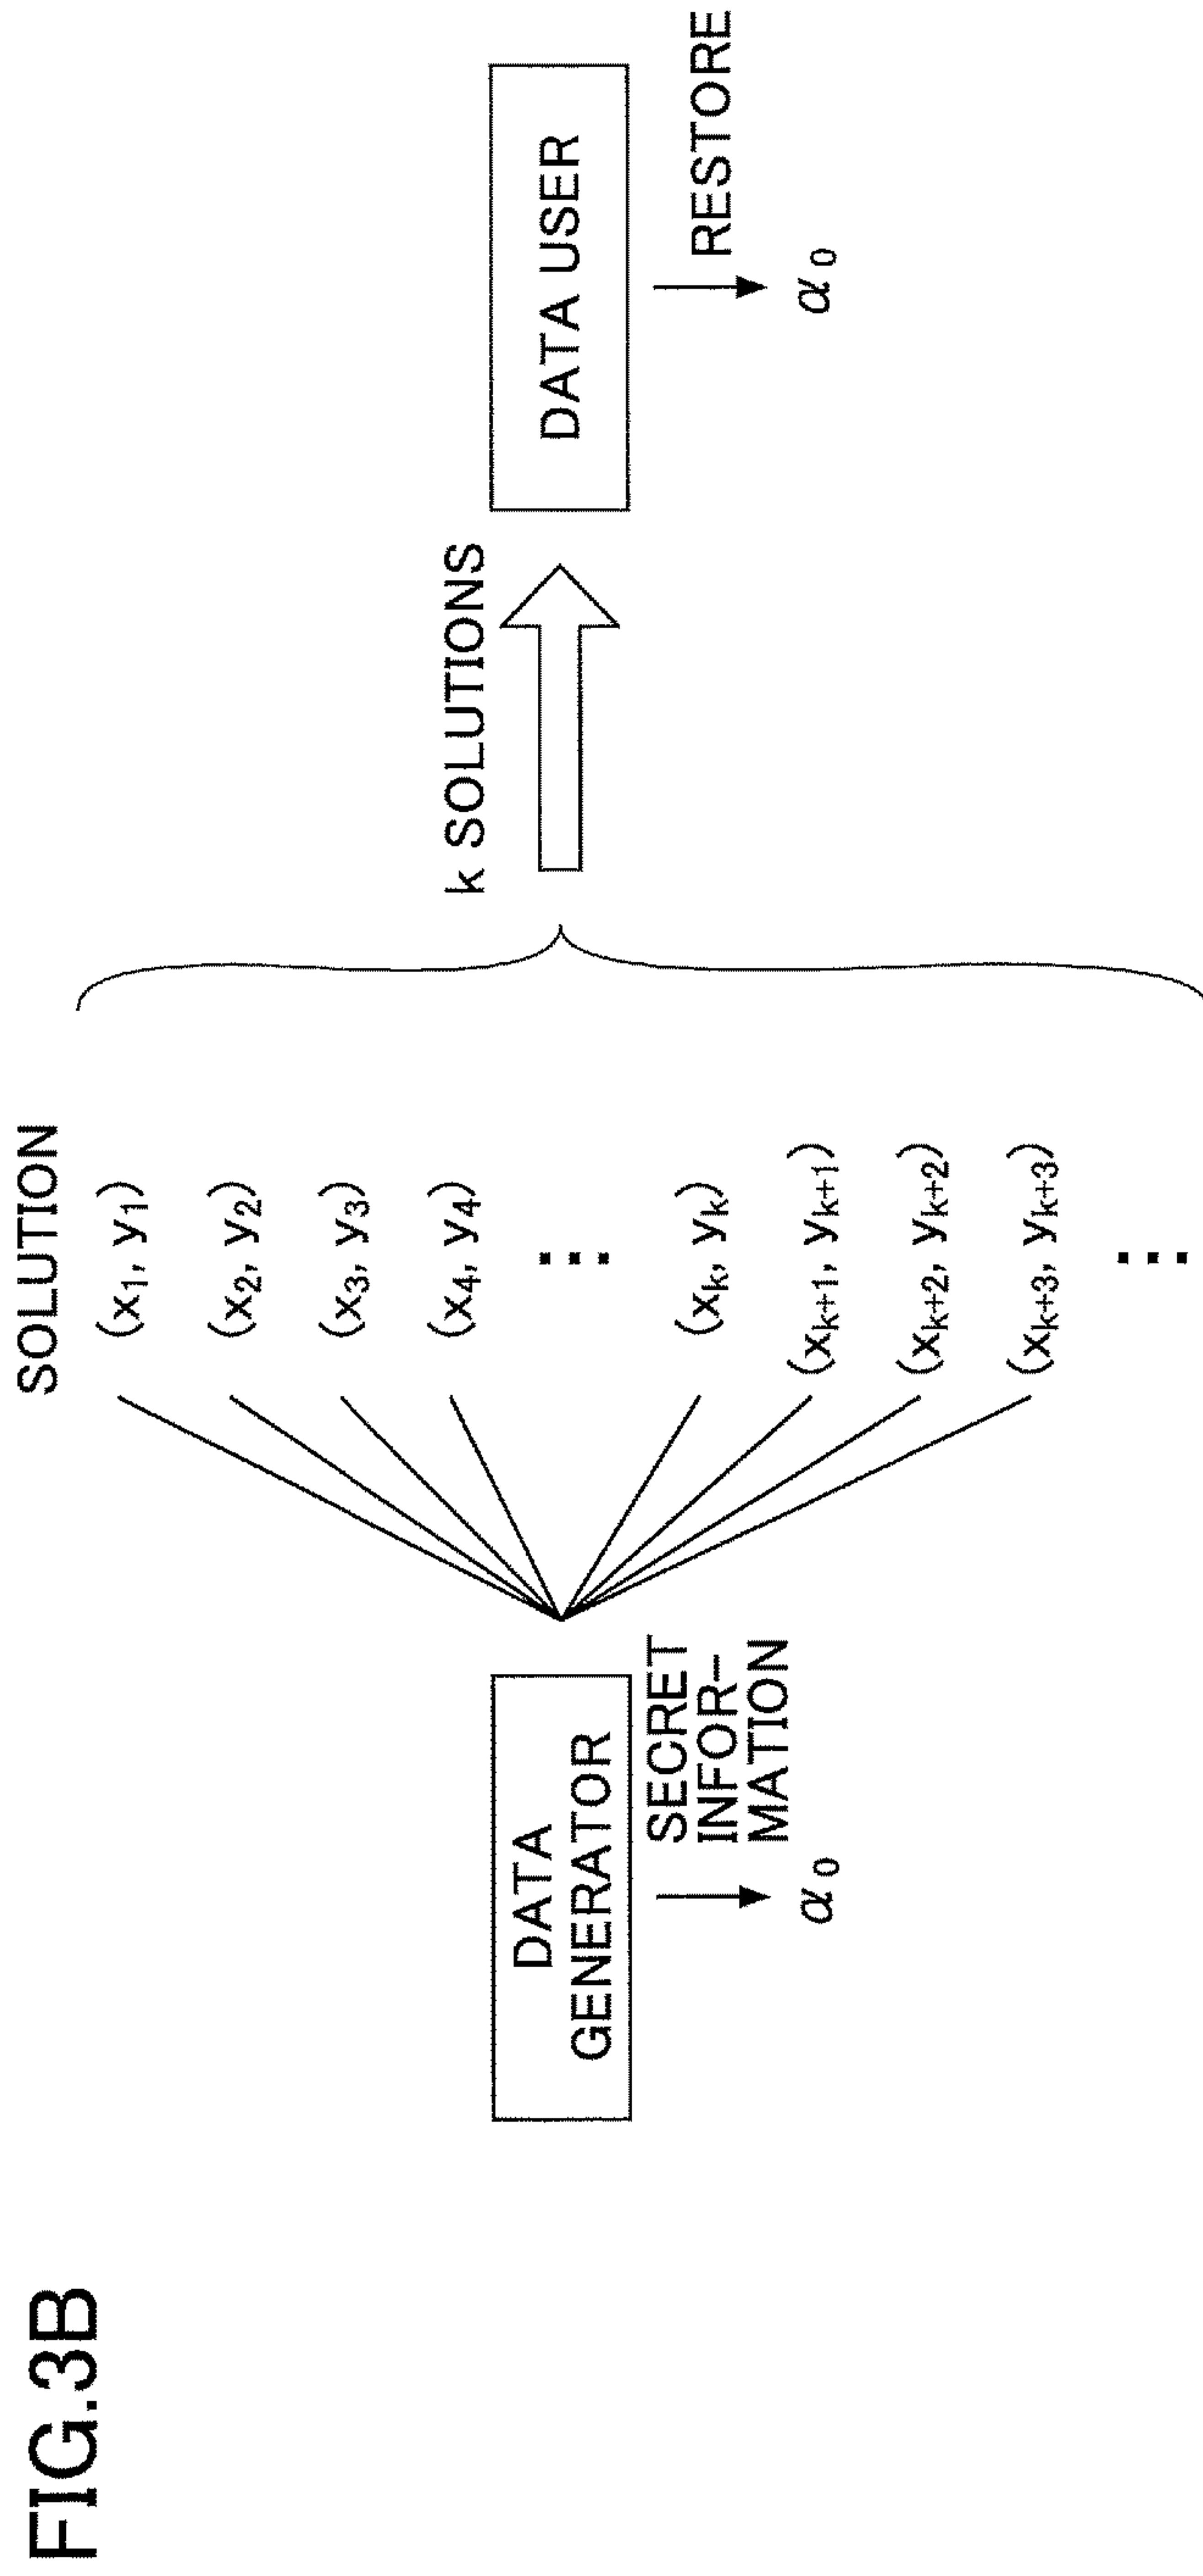 FIG.3B
SOLUTION
(x1, y1)
(x2, y2)
(x3, y3)
(x4, y4)
⋮
(xk, yk)
(xk+1, yk+1)
(xk+2, yk+2)
(xk+3, yk+3)
⋮
DATA
GENERATOR
SECRET
INFOR-
MATION
α0
k SOLUTIONS
DATA USER
RESTORE
α0